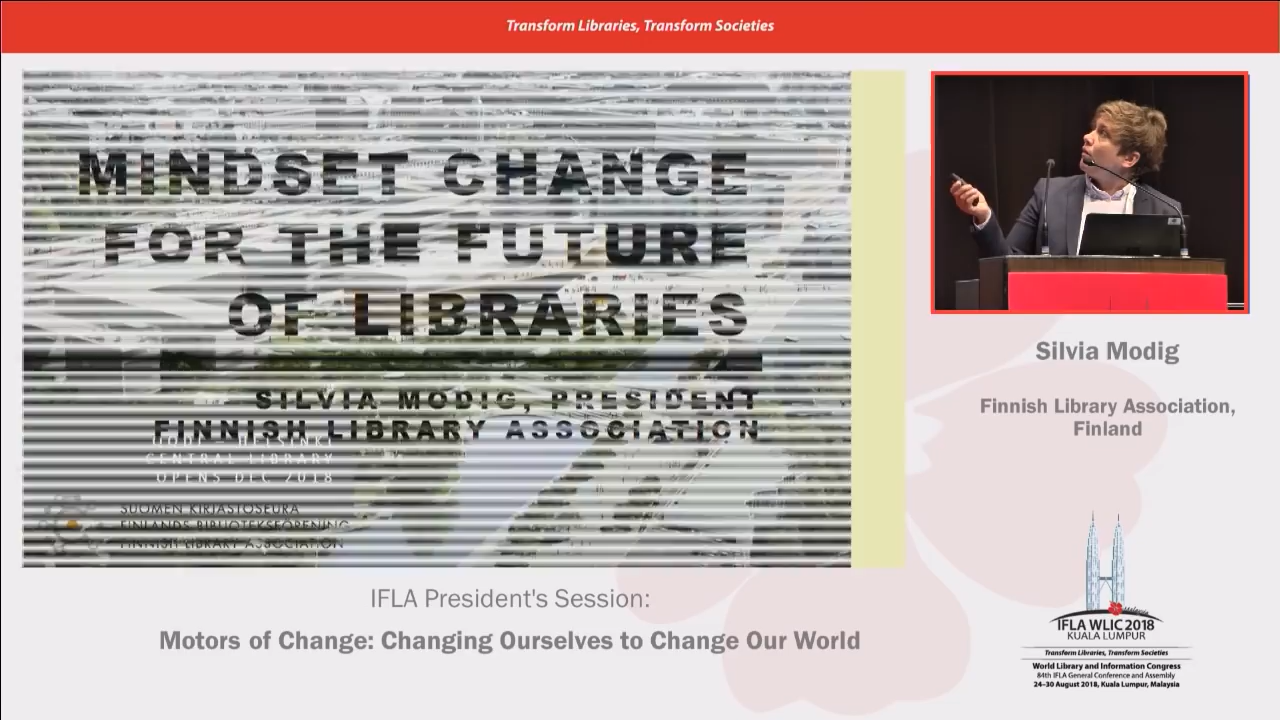 Transform Libraries, Transform Societies
MINDSET CHANGE
FOR THE FUTURE
OF LIBRARIES
SILVIA MODIG, PRESIDENT
FINNISH LIBRARY ASSOCIATION
OODI – HELSINKI
CENTRAL LIBRARY
OPENS DEC 2018
SUOMEN KIRJASTOSEURA
FINLANDS BIBLIOTEKSFÖRENING
FINNISH LIBRARY ASSOCIATION
Silvia Modig
Finnish Library Association,
Finland
IFLA President's Session:
Motors of Change: Changing Ourselves to Change Our World
IFLA WLIC 2018
KUALA LUMPUR
Transform Libraries, Transform Societies
World Library and Information Congress
84th IFLA General Conference and Assembly
24–30 August 2018, Kuala Lumpur, Malaysia